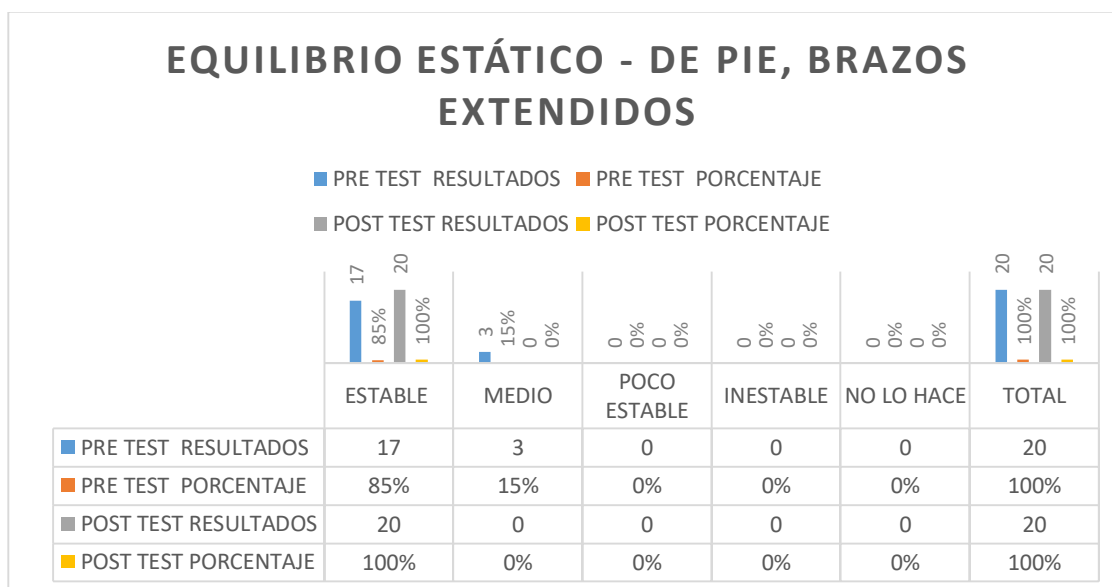 EQUILIBRIO ESTÁTICO - DE PIE, BRAZOS
EXTENDIDOS
PRE TEST RESULTADOS PRE TEST PORCENTAJE
POST TEST RESULTADOS POST TEST PORCENTAJE
17 85% 20 100% 3 15% 0 0% 0 0% 0 0% 0 0% 0 0% 0 0% 0 0% 20 100% 20 100%
ESTABLE MEDIO POCO ESTABLE INESTABLE NO LO HACE TOTAL
PRE TEST RESULTADOS 17 3 0 0 0 20
PRE TEST PORCENTAJE 85% 15% 0% 0% 0% 100%
POST TEST RESULTADOS 20 0 0 0 0 20
POST TEST PORCENTAJE 100% 0% 0% 0% 0% 100%